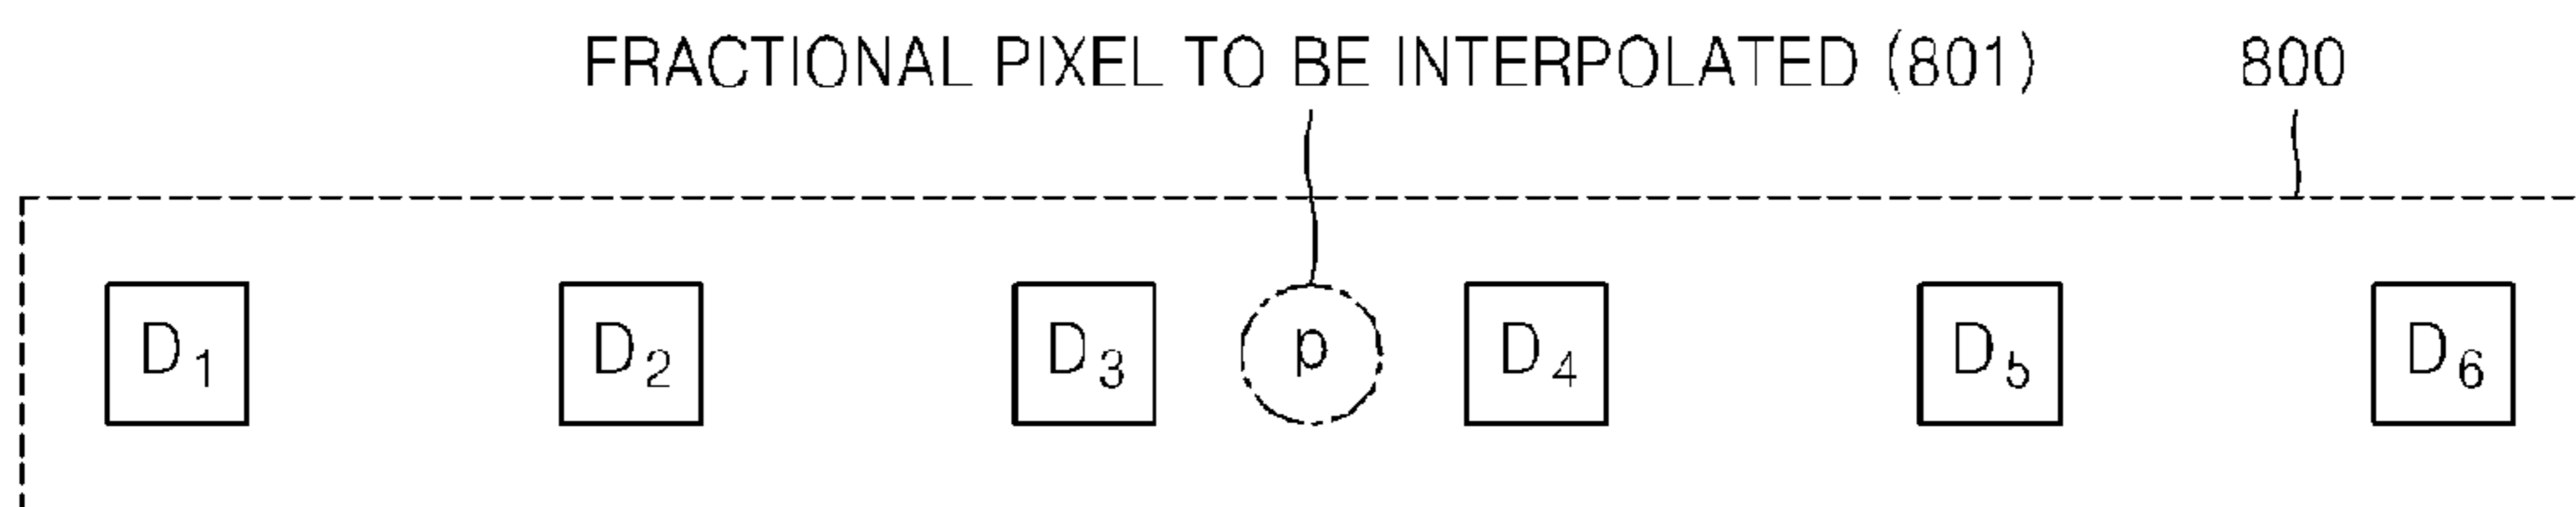 FRACTIONAL PIXEL TO BE INTERPOLATED (801) 800
D₁ D₂ D₃ p D₄ D₅ D₆